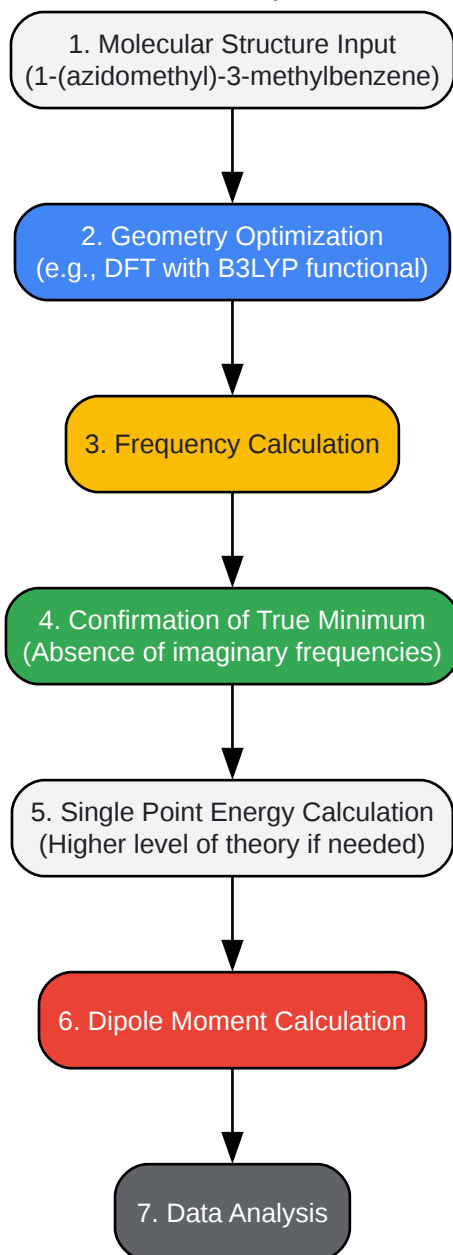 1. Molecular Structure Input
(1-(azidomethyl)-3-methylbenzene)
2. Geometry Optimization
(e.g., DFT with B3LYP functional)
3. Frequency Calculation
4. Confirmation of True Minimum
(Absence of imaginary frequencies)
5. Single Point Energy Calculation
(Higher level of theory if needed)
6. Dipole Moment Calculation
7. Data Analysis